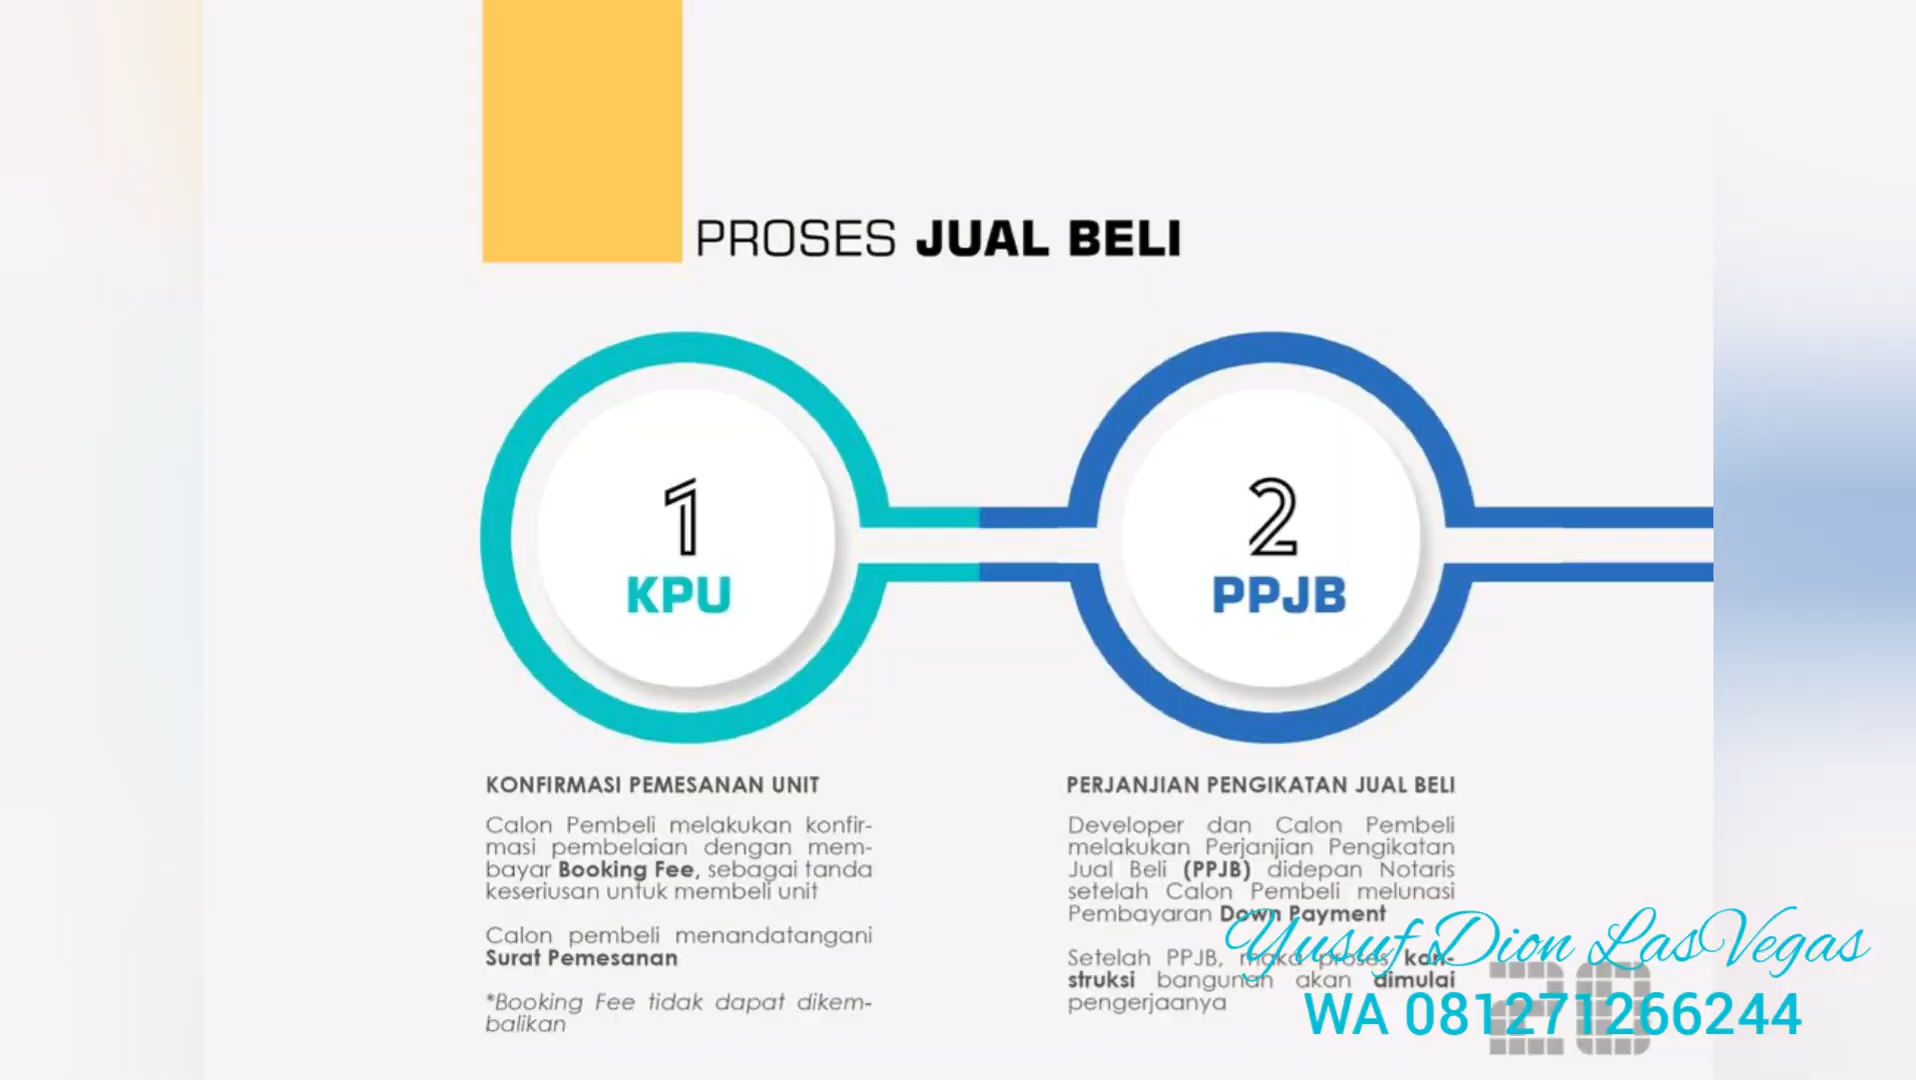 PROSES JUAL BELI
1
KPU
2
PPJB
KONFIRMASI PEMESANAN UNIT
Calon Pembeli melakukan konfir-
masi pembelaian dengan mem-
bayar Booking Fee, sebagai tanda
keseriusan untuk membeli unit
Calon pembeli menandatangani
Surat Pemesanan
*Booking Fee tidak dapat dikem-
balikan
PERJANJIAN PENGIKATAN JUAL BELI
Developer dan Calon Pembeli
melakukan Perjanjian Pengikatan
Jual Beli (PPJB) didepan Notaris
setelah Calon Pembeli melunasi
Pembayaran Down Payment
Setelah PPJB, maka proses kon-
struksi bangunan akan dimulai
pengerjaanya
Yusuf Dion LasVegas
WA 081271266244
20